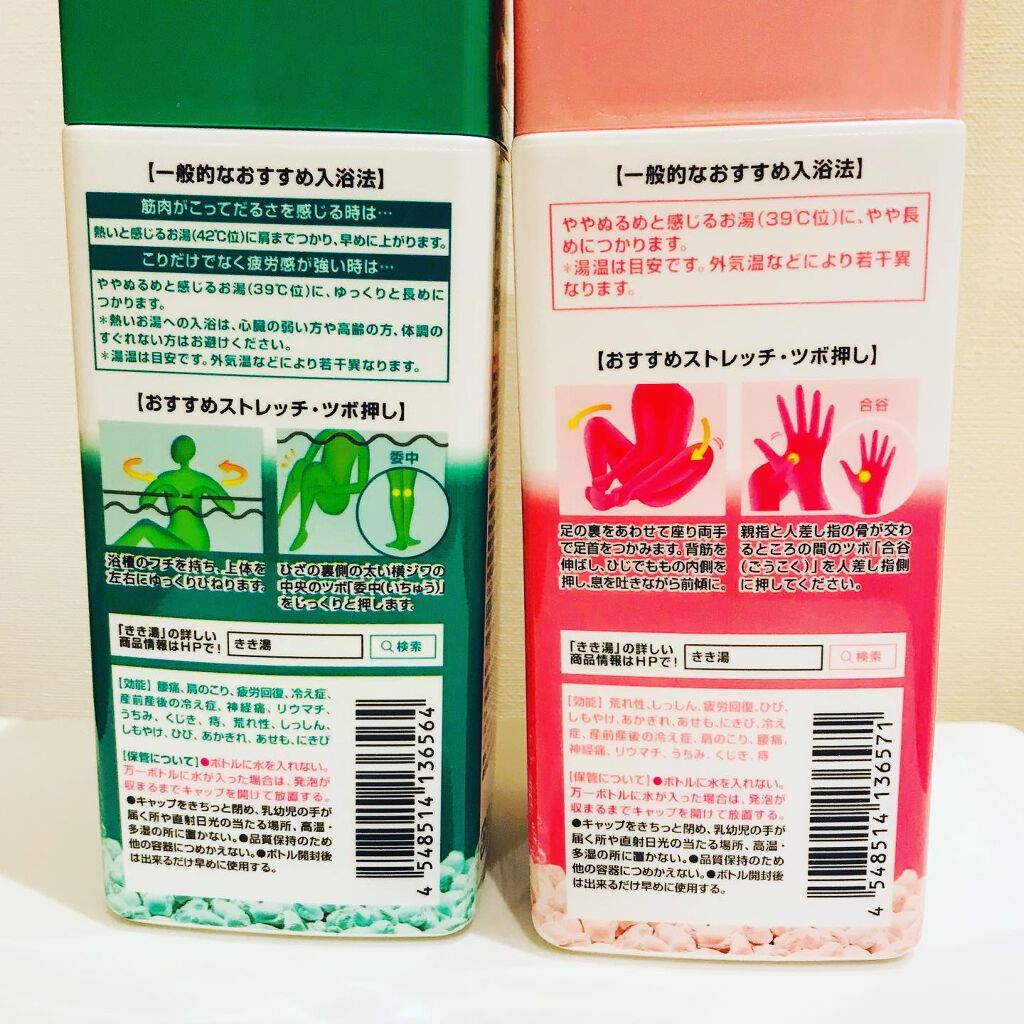 【一般的なおすすめ入浴法】
筋肉がこってだるさを感じる時は…
熱いと感じるお湯(42℃位)に肩までつかり、早めに上がります。
こりだけでなく疲労感が強い時は…
ややぬるめと感じるお湯(39℃位)に、ゆっくりと長めに
つかります。
＊熱いお湯への入浴は、心臓の弱い方や高齢の方、体調の
すぐれない方はお避けください。
＊湯温は目安です。外気温などにより若干異なります。
【おすすめストレッチ・ツボ押し】
浴槽のフチを持ち、上体を
左右にゆっくりひねります。
委中
ひざの裏側の太い横ジワの
中央のツボ「委中(いちゅう)」
をじっくりと押します。
「きき湯」の詳しい
商品情報はHPで!
きき湯
検索
【効能】腰痛、肩のこり、疲労回復、冷え症、
産前産後の冷え症、神経痛、リウマチ、
うちみ、くじき、痔、荒れ性、しっしん、
しもやけ、ひび、あかぎれ、あせも、にきび
【保管について】●ボトルに水を入れない。
万一ボトルに水が入った場合は、発泡が
収まるまでキャップを開けて放置する。
●キャップをきちっと閉め、乳幼児の手が
届く所や直射日光の当たる場所、高温・
多湿の所に置かない。●品質保持のため
他の容器につめかえない。●ボトル開封後
は出来るだけ早めに使用する。
4 548514 136564
【一般的なおすすめ入浴法】
ややぬるめと感じるお湯(39℃位)に、やや長
めにつかります。
＊湯温は目安です。外気温などにより若干異
なります。
【おすすめストレッチ・ツボ押し】
足の裏をあわせて座り両手
で足首をつかみます。背筋を
伸ばし、ひじでももの内側を
押し、息を吐きながら前傾に。
合谷
親指と人差し指の骨が交わ
るところの間のツボ「合谷
(ごうこく)」を人差し指側
に押してください。
「きき湯」の詳しい
商品情報はHPで!
きき湯
検索
【効能】荒れ性、しっしん、疲労回復、ひび、
しもやけ、あかぎれ、あせも、にきび、冷え
症、産前産後の冷え症、肩のこり、腰痛、
神経痛、リウマチ、うちみ、くじき、痔
【保管について】●ボトルに水を入れない。
万一ボトルに水が入った場合は、発泡が
収まるまでキャップを開けて放置する。
●キャップをきちっと閉め、乳幼児の手が
届く所や直射日光の当たる場所、高温・
多湿の所に置かない。●品質保持のため
他の容器につめかえない。●ボトル開封後
は出来るだけ早めに使用する。
4 548514 136571